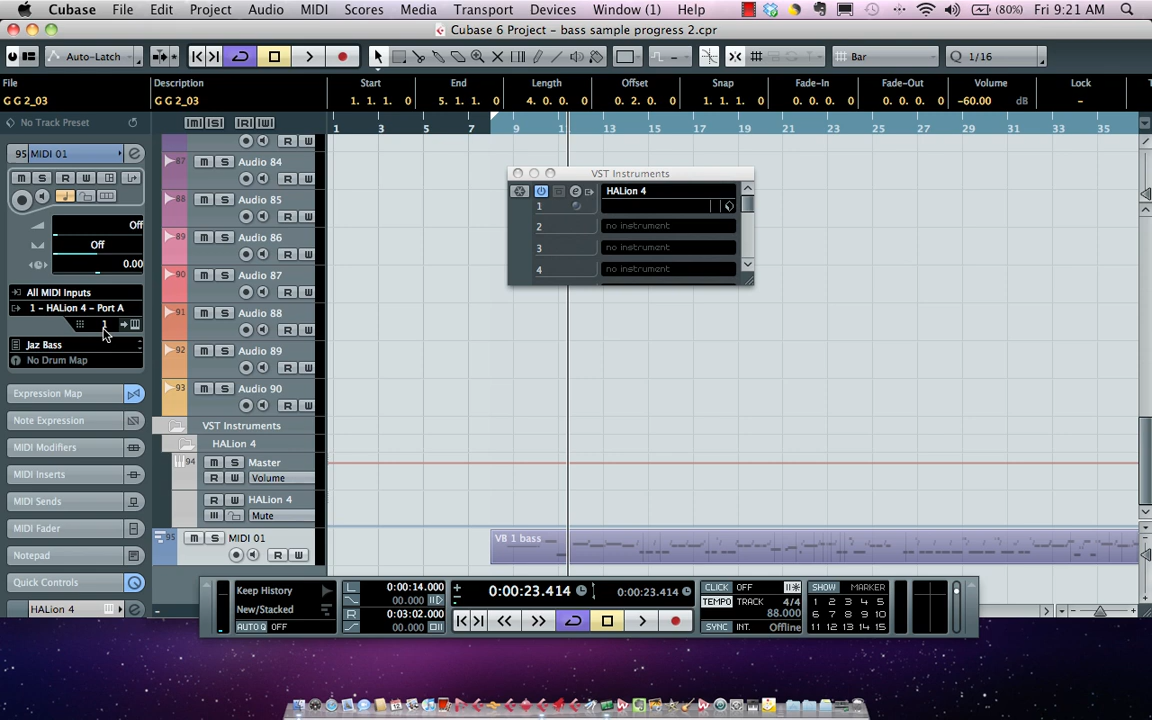 Cubase File Edit Project Audio MIDI Scores Media Transport Devices Window (1) Help (80%) Fri 9:21 AM
Cubase 6 Project - bass sample progress 2.cpr
Auto-Latch Bar Q 1/16
File Description Start End Length Offset Snap Fade-In Fade-Out Volume Lock
G G 2_03 G G 2_03 1. 1. 1. 0 5. 1. 1. 0 4. 0. 0. 0 0. 2. 0. 0 1. 1. 1. 0 0. 0. 0. 0 0. 0. 0. 0 -60.00 dB -
No Track Preset M S R W
1 3 5 7 9 11 13 15 17 19 21 23 25 27 29 31 33 35
95 MIDI 01
M S R W
Off
Off
0.00
All MIDI Inputs
1 - HALion 4 - Port A
1
Jaz Bass
No Drum Map
Expression Map
Note Expression
MIDI Modifiers
MIDI Inserts
MIDI Sends
MIDI Fader
Notepad
Quick Controls
HALion 4
R W
87 M S Audio 84
R W
88 M S Audio 85
R W
89 M S Audio 86
R W
90 M S Audio 87
R W
91 M S Audio 88
R W
92 M S Audio 89
R W
93 M S Audio 90
R W
VST Instruments
HALion 4
94 M S Master
R W Volume
R W HALion 4
Mute
95 M S MIDI 01
R W
VB 1 bass
VST Instruments
HALion 4
1
2 no instrument
3 no instrument
4 no instrument
Keep History
New/Stacked
AUTO Q OFF
L 0:00:14.000
00.000
R 0:03:02.000
00.000
0:00:23.414 0:00:23.414
CLICK OFF
TEMPO TRACK 4/4
88.000
SYNC INT. Offline
SHOW MARKER
1 2 3 4 5
6 7 8 9 10
11 12 13 14 15